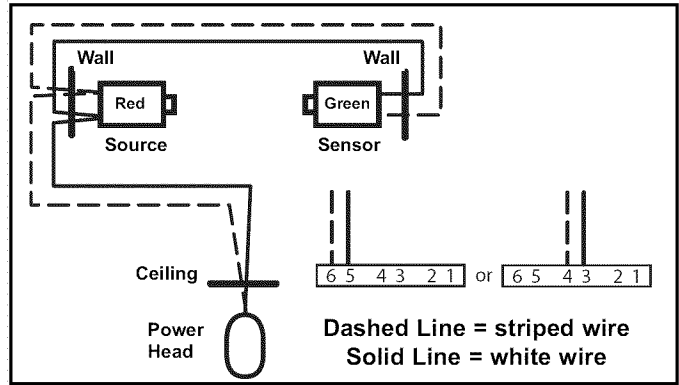 Wall
Wall
Red
Green
Source
Sensor
Ceiling
6 5 4 3 2 1 or 6 5 4 3 2 1
Power
Head
Dashed Line = striped wire
Solid Line = white wire